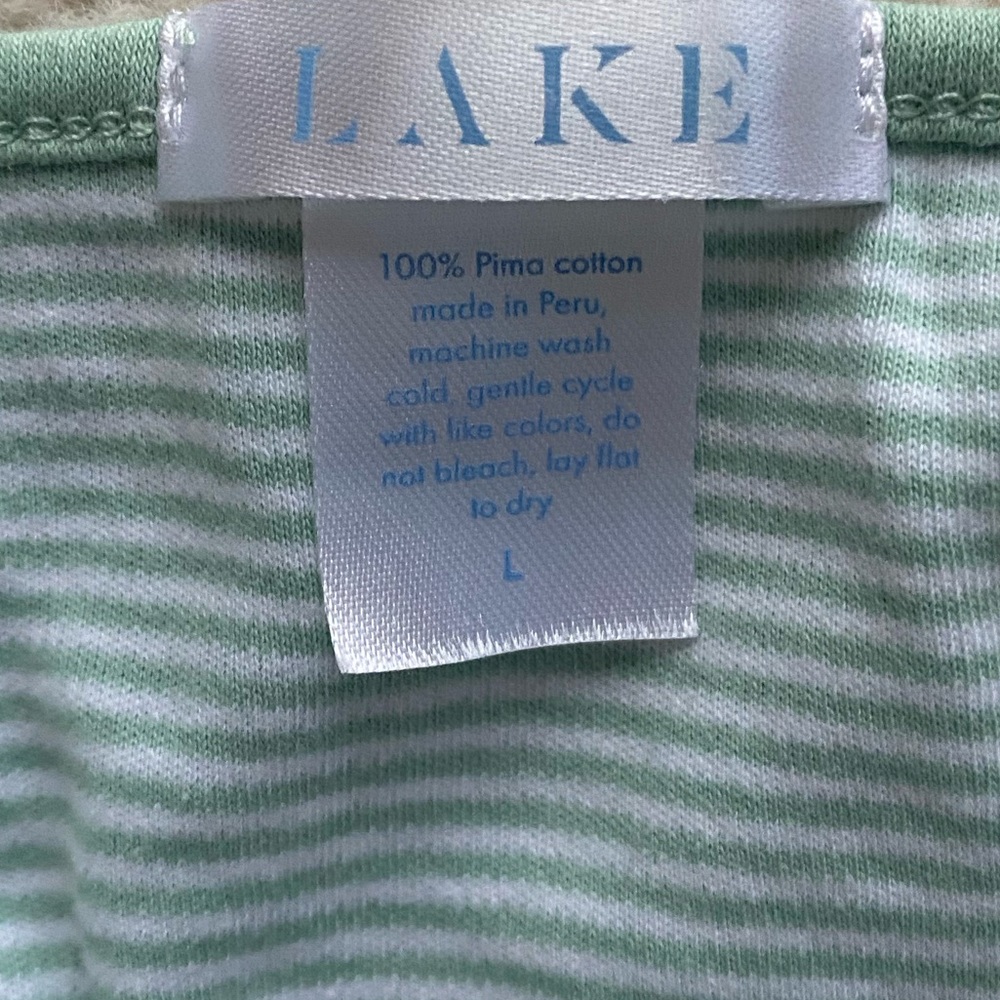 LAKE
100% Pima cotton
made in Peru,
machine wash
cold, gentle cycle
with like colors, do
not bleach, lay flat
to dry
L